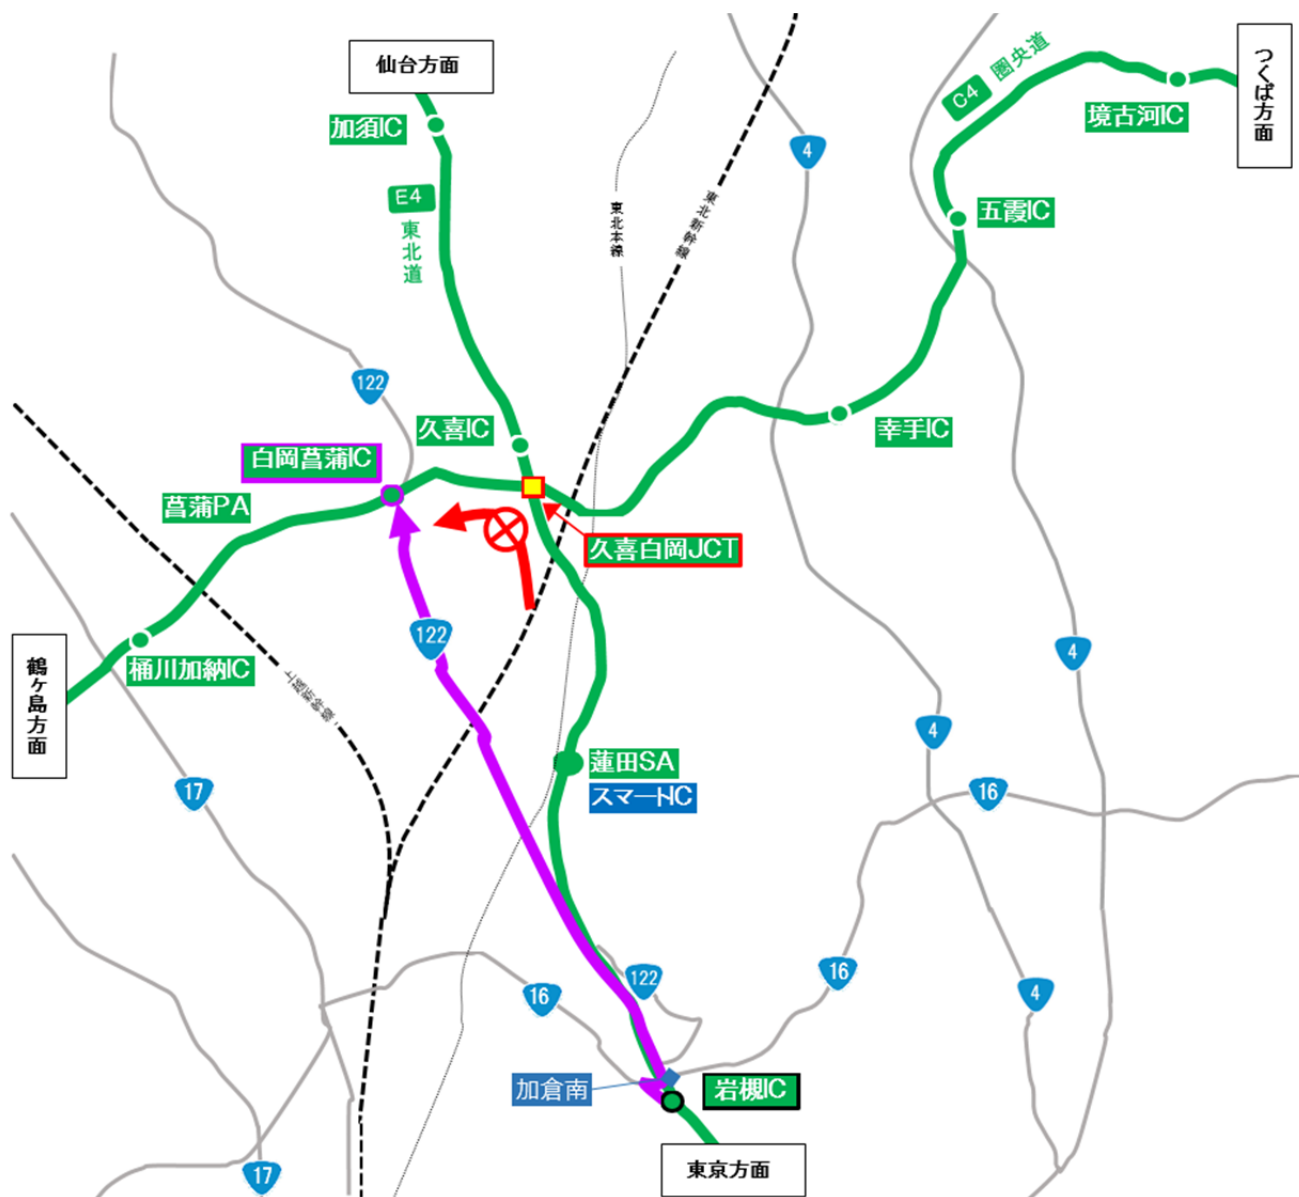 仙台方面
加須IC
E4
東北道
東北本線
東北新幹線
4
C4
圏央道
境古河IC
つくば方面
五霞IC
122
久喜IC
白岡菖蒲IC
菖蒲PA
幸手IC
久喜白岡JCT
122
桶川加納IC
鶴ヶ島方面
上越新幹線
4
4
17
蓮田SA
スマートIC
16
122
16
16
4
加倉南
岩槻IC
17
東京方面